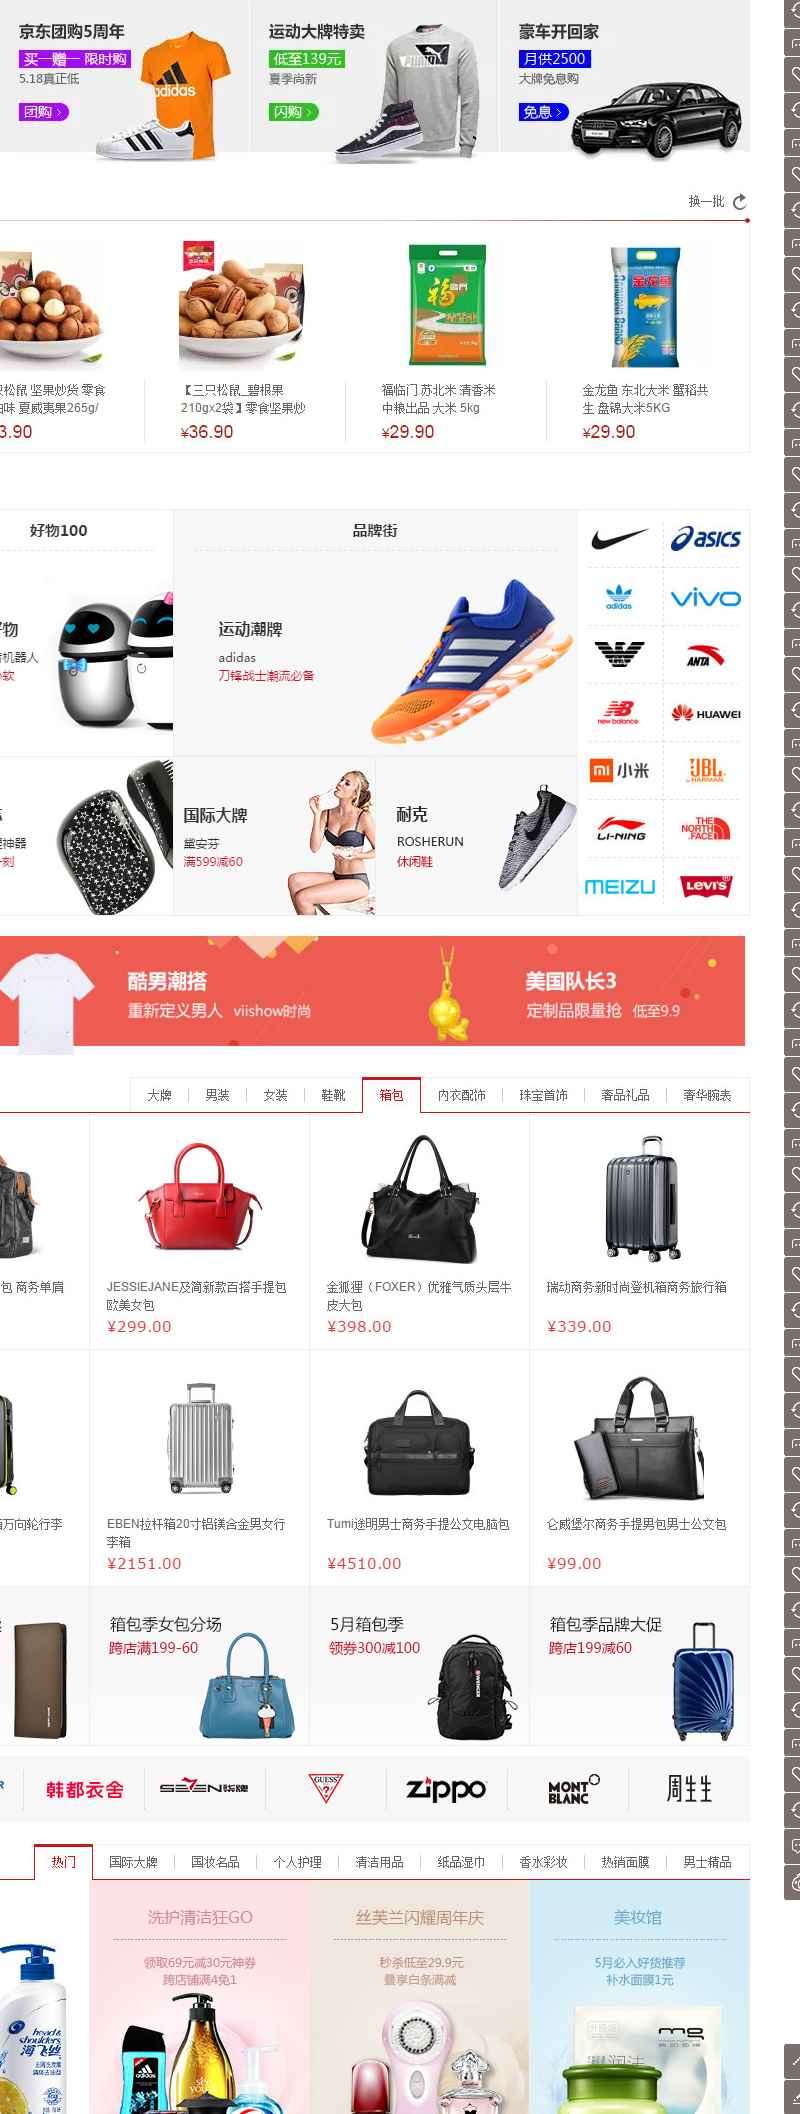 京东团购5周年
买一赠一 限时购
5.18真正低
团购 >
运动大牌特卖
低至139元
夏季尚新
闪购 >
豪车开回家
月供2500
大牌免息购
免息 >
换一批
松鼠 坚果炒货 零食
味 夏威夷果265g/
3.90
【三只松鼠_碧根果
210gx2袋】零食坚果炒
¥36.90
福临门 苏北米 清香米
中粮出品 大米 5kg
¥29.90
金龙鱼 东北大米 蟹稻共
生 盘锦大米5KG
¥29.90
好物100
品牌街
物
机器人
软
运动潮牌
adidas
刀锋战士潮流必备
神器
刻
国际大牌
黛安芬
满599减60
耐克
ROSHERUN
休闲鞋
asics
adidas
vivo
ANTA
new balance
HUAWEI
小米
JBL
by HARMAN
LI-NING
THE NORTH FACE
MEIZU
LEVI'S
酷男潮搭
重新定义男人 viishow时尚
美国队长3
定制品限量抢 低至9.9
大牌
男装
女装
鞋靴
箱包
内衣配饰
珠宝首饰
奢品礼品
奢华腕表
包 商务单肩
JESSIEJANE及简新款百搭手提包
欧美女包
¥299.00
金狐狸（FOXER）优雅气质头层牛
皮大包
¥398.00
瑞动商务新时尚登机箱商务旅行箱
¥339.00
万向轮行李
EBEN拉杆箱20寸铝镁合金男女行
李箱
¥2151.00
Tumi途明男士商务手提公文电脑包
¥4510.00
仑威堡尔商务手提男包男士公文包
¥99.00
箱包季女包分场
跨店满199-60
5月箱包季
领券300减100
箱包季品牌大促
跨店199减60
韩都衣舍
SEVEN柒牌
GUESS
?
zippo
MONT
BLANC
周生生
热门
国际大牌
国妆名品
个人护理
清洁用品
纸品湿巾
香水彩妆
热销面膜
男士精品
洗护清洁狂GO
领取69元减30元神券
跨店铺满4免1
丝芙兰闪耀周年庆
秒杀低至29.9元
叠享白条满减
美妆馆
5月必入好货推荐
补水面膜1元
head&
shoulders
海飞丝
adidas
see
YOUNG
mg